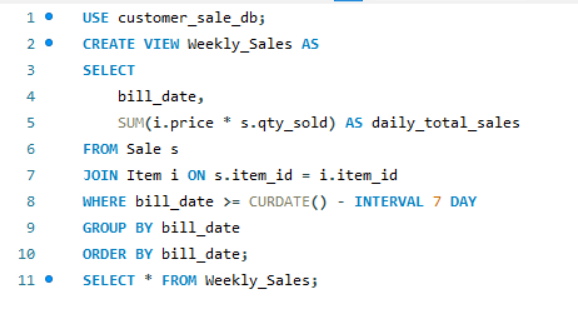 1 USE customer_sale_db;
2 CREATE VIEW Weekly_Sales AS
3 SELECT
4 bill_date,
5 SUM(i.price * s.qty_sold) AS daily_total_sales
6 FROM Sale s
7 JOIN Item i ON s.item_id = i.item_id
8 WHERE bill_date >= CURDATE() - INTERVAL 7 DAY
9 GROUP BY bill_date
10 ORDER BY bill_date;
11 SELECT * FROM Weekly_Sales;